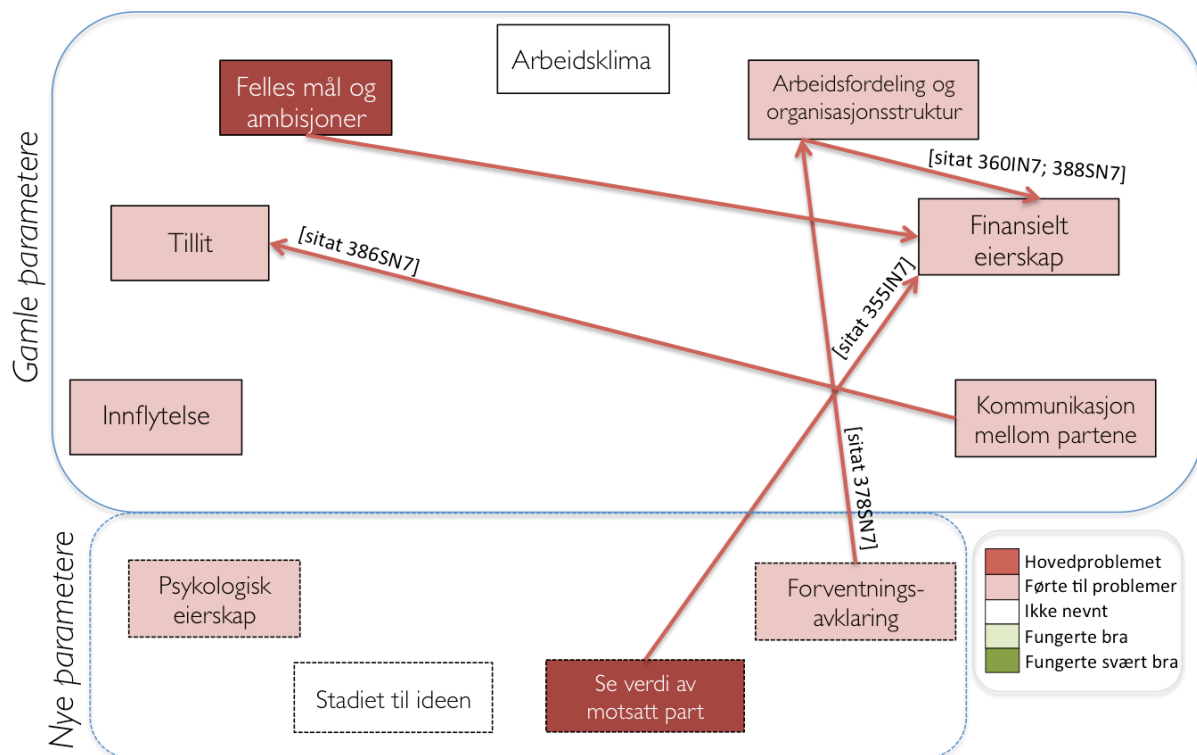 Gamle parametere
Arbeidsklima
Felles mål og
ambisjoner
Arbeidsfordeling og
organisasjonsstruktur
[sitat 360IN7; 388SN7]
Tillit
[sitat 386SN7]
Finansielt
eierskap
[sitat 355IN7]
Innflytelse
Kommunikasjon
mellom partene
[sitat 378SN7]
Nye parametere
Psykologisk
eierskap
Forventnings-
avklaring
Stadiet til ideen
Se verdi av
motsatt part
Hovedproblemet
Førte til problemer
Ikke nevnt
Fungerte bra
Fungerte svært bra